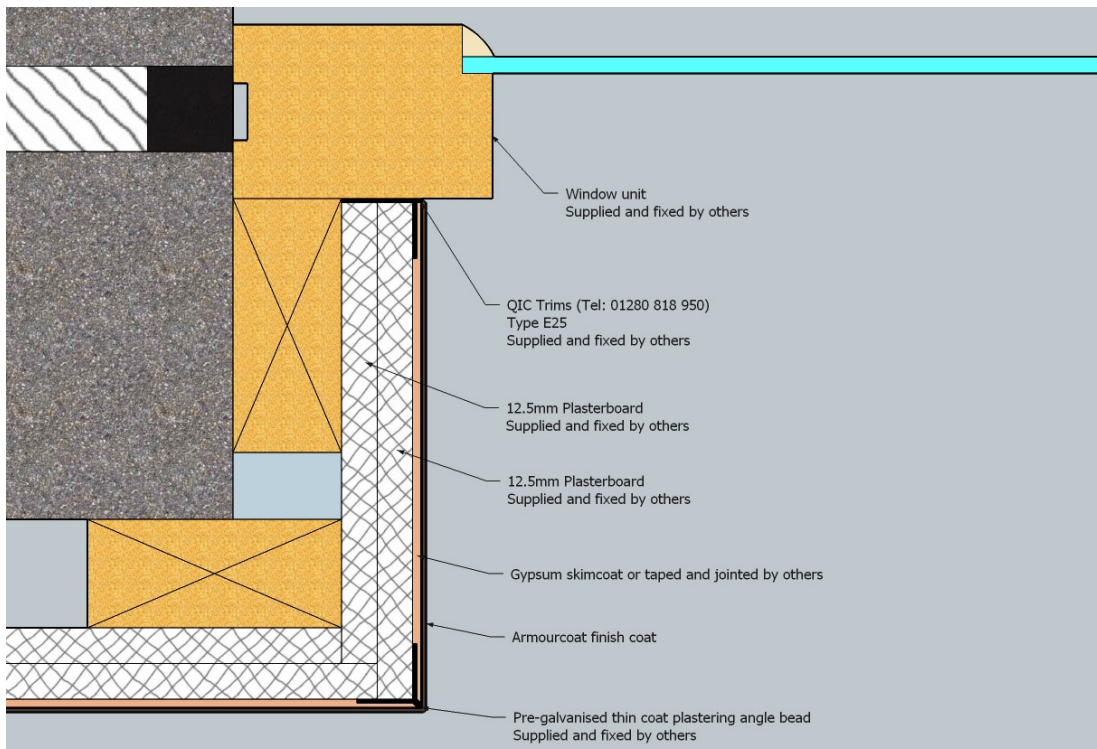 Window unit
Supplied and fixed by others
QIC Trims (Tel: 01280 818 950)
Type E25
Supplied and fixed by others
12.5mm Plasterboard
Supplied and fixed by others
12.5mm Plasterboard
Supplied and fixed by others
Gypsum skimcoat or taped and jointed by others
Armourcoat finish coat
Pre-galvanised thin coat plastering angle bead
Supplied and fixed by others